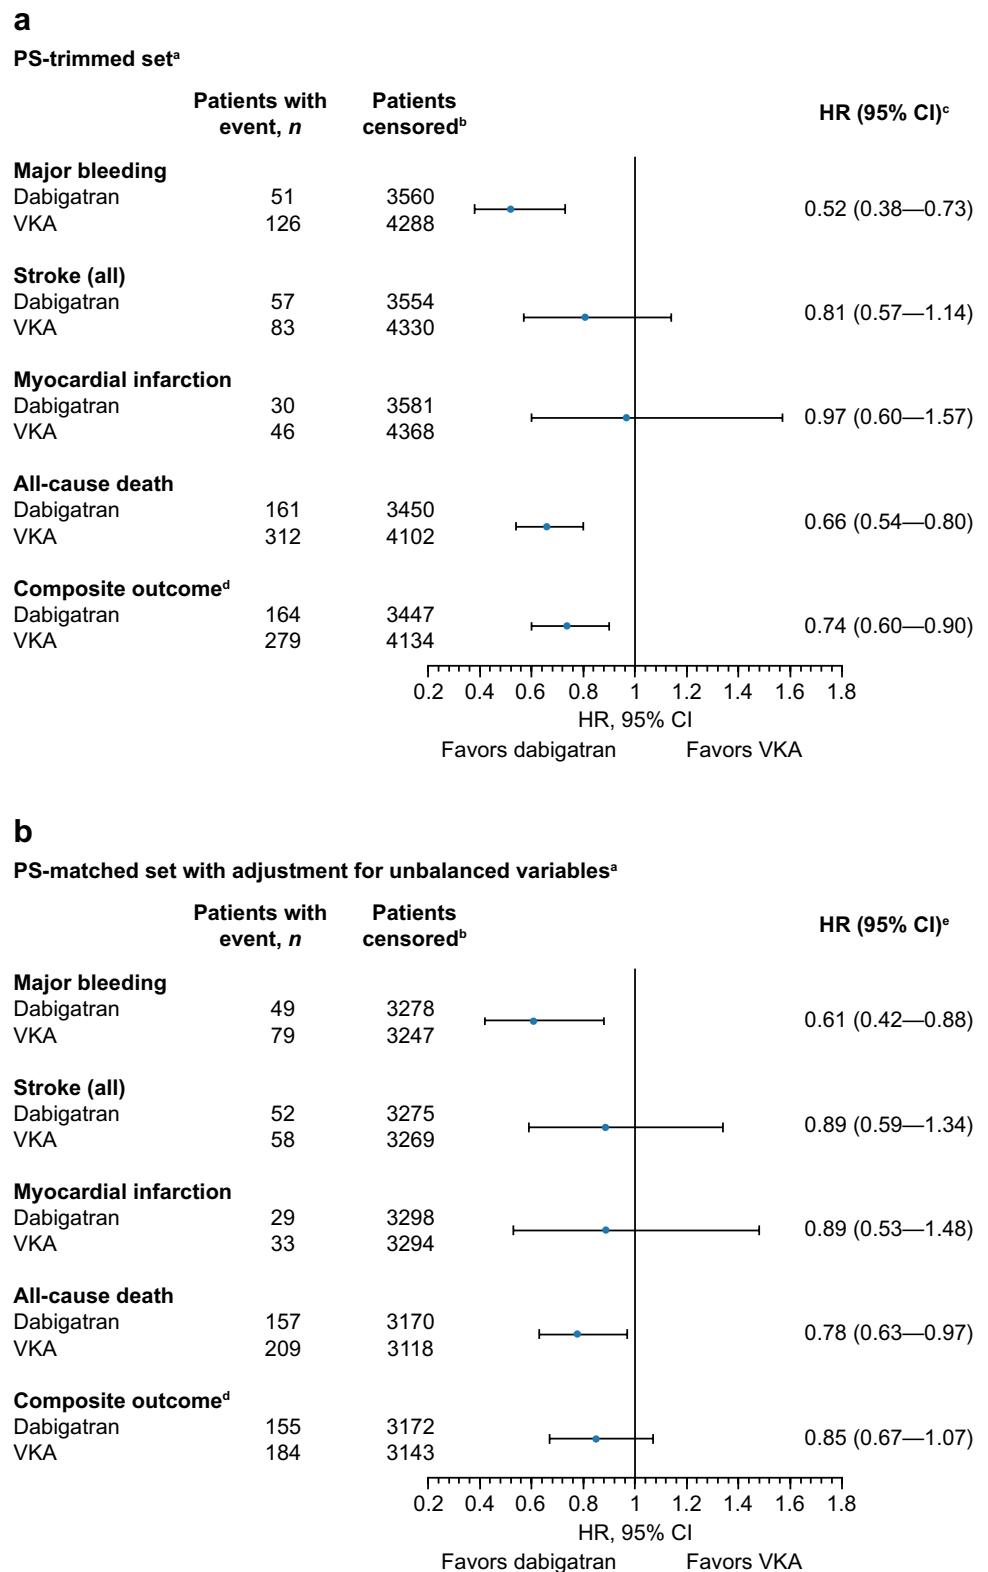 a
PS-trimmed setᵃ
Patients with event, n Patients censoredᵇ HR (95% CI)ᶜ
Major bleeding
Dabigatran 51 3560
VKA 126 4288
0.52 (0.38—0.73)
Stroke (all)
Dabigatran 57 3554
VKA 83 4330
0.81 (0.57—1.14)
Myocardial infarction
Dabigatran 30 3581
VKA 46 4368
0.97 (0.60—1.57)
All-cause death
Dabigatran 161 3450
VKA 312 4102
0.66 (0.54—0.80)
Composite outcomeᵈ
Dabigatran 164 3447
VKA 279 4134
0.74 (0.60—0.90)
0.2 0.4 0.6 0.8 1 1.2 1.4 1.6 1.8
HR, 95% CI
Favors dabigatran Favors VKA
b
PS-matched set with adjustment for unbalanced variablesᵃ
Patients with event, n Patients censoredᵇ HR (95% CI)ᵉ
Major bleeding
Dabigatran 49 3278
VKA 79 3247
0.61 (0.42—0.88)
Stroke (all)
Dabigatran 52 3275
VKA 58 3269
0.89 (0.59—1.34)
Myocardial infarction
Dabigatran 29 3298
VKA 33 3294
0.89 (0.53—1.48)
All-cause death
Dabigatran 157 3170
VKA 209 3118
0.78 (0.63—0.97)
Composite outcomeᵈ
Dabigatran 155 3172
VKA 184 3143
0.85 (0.67—1.07)
0.2 0.4 0.6 0.8 1 1.2 1.4 1.6 1.8
HR, 95% CI
Favors dabigatran Favors VKA